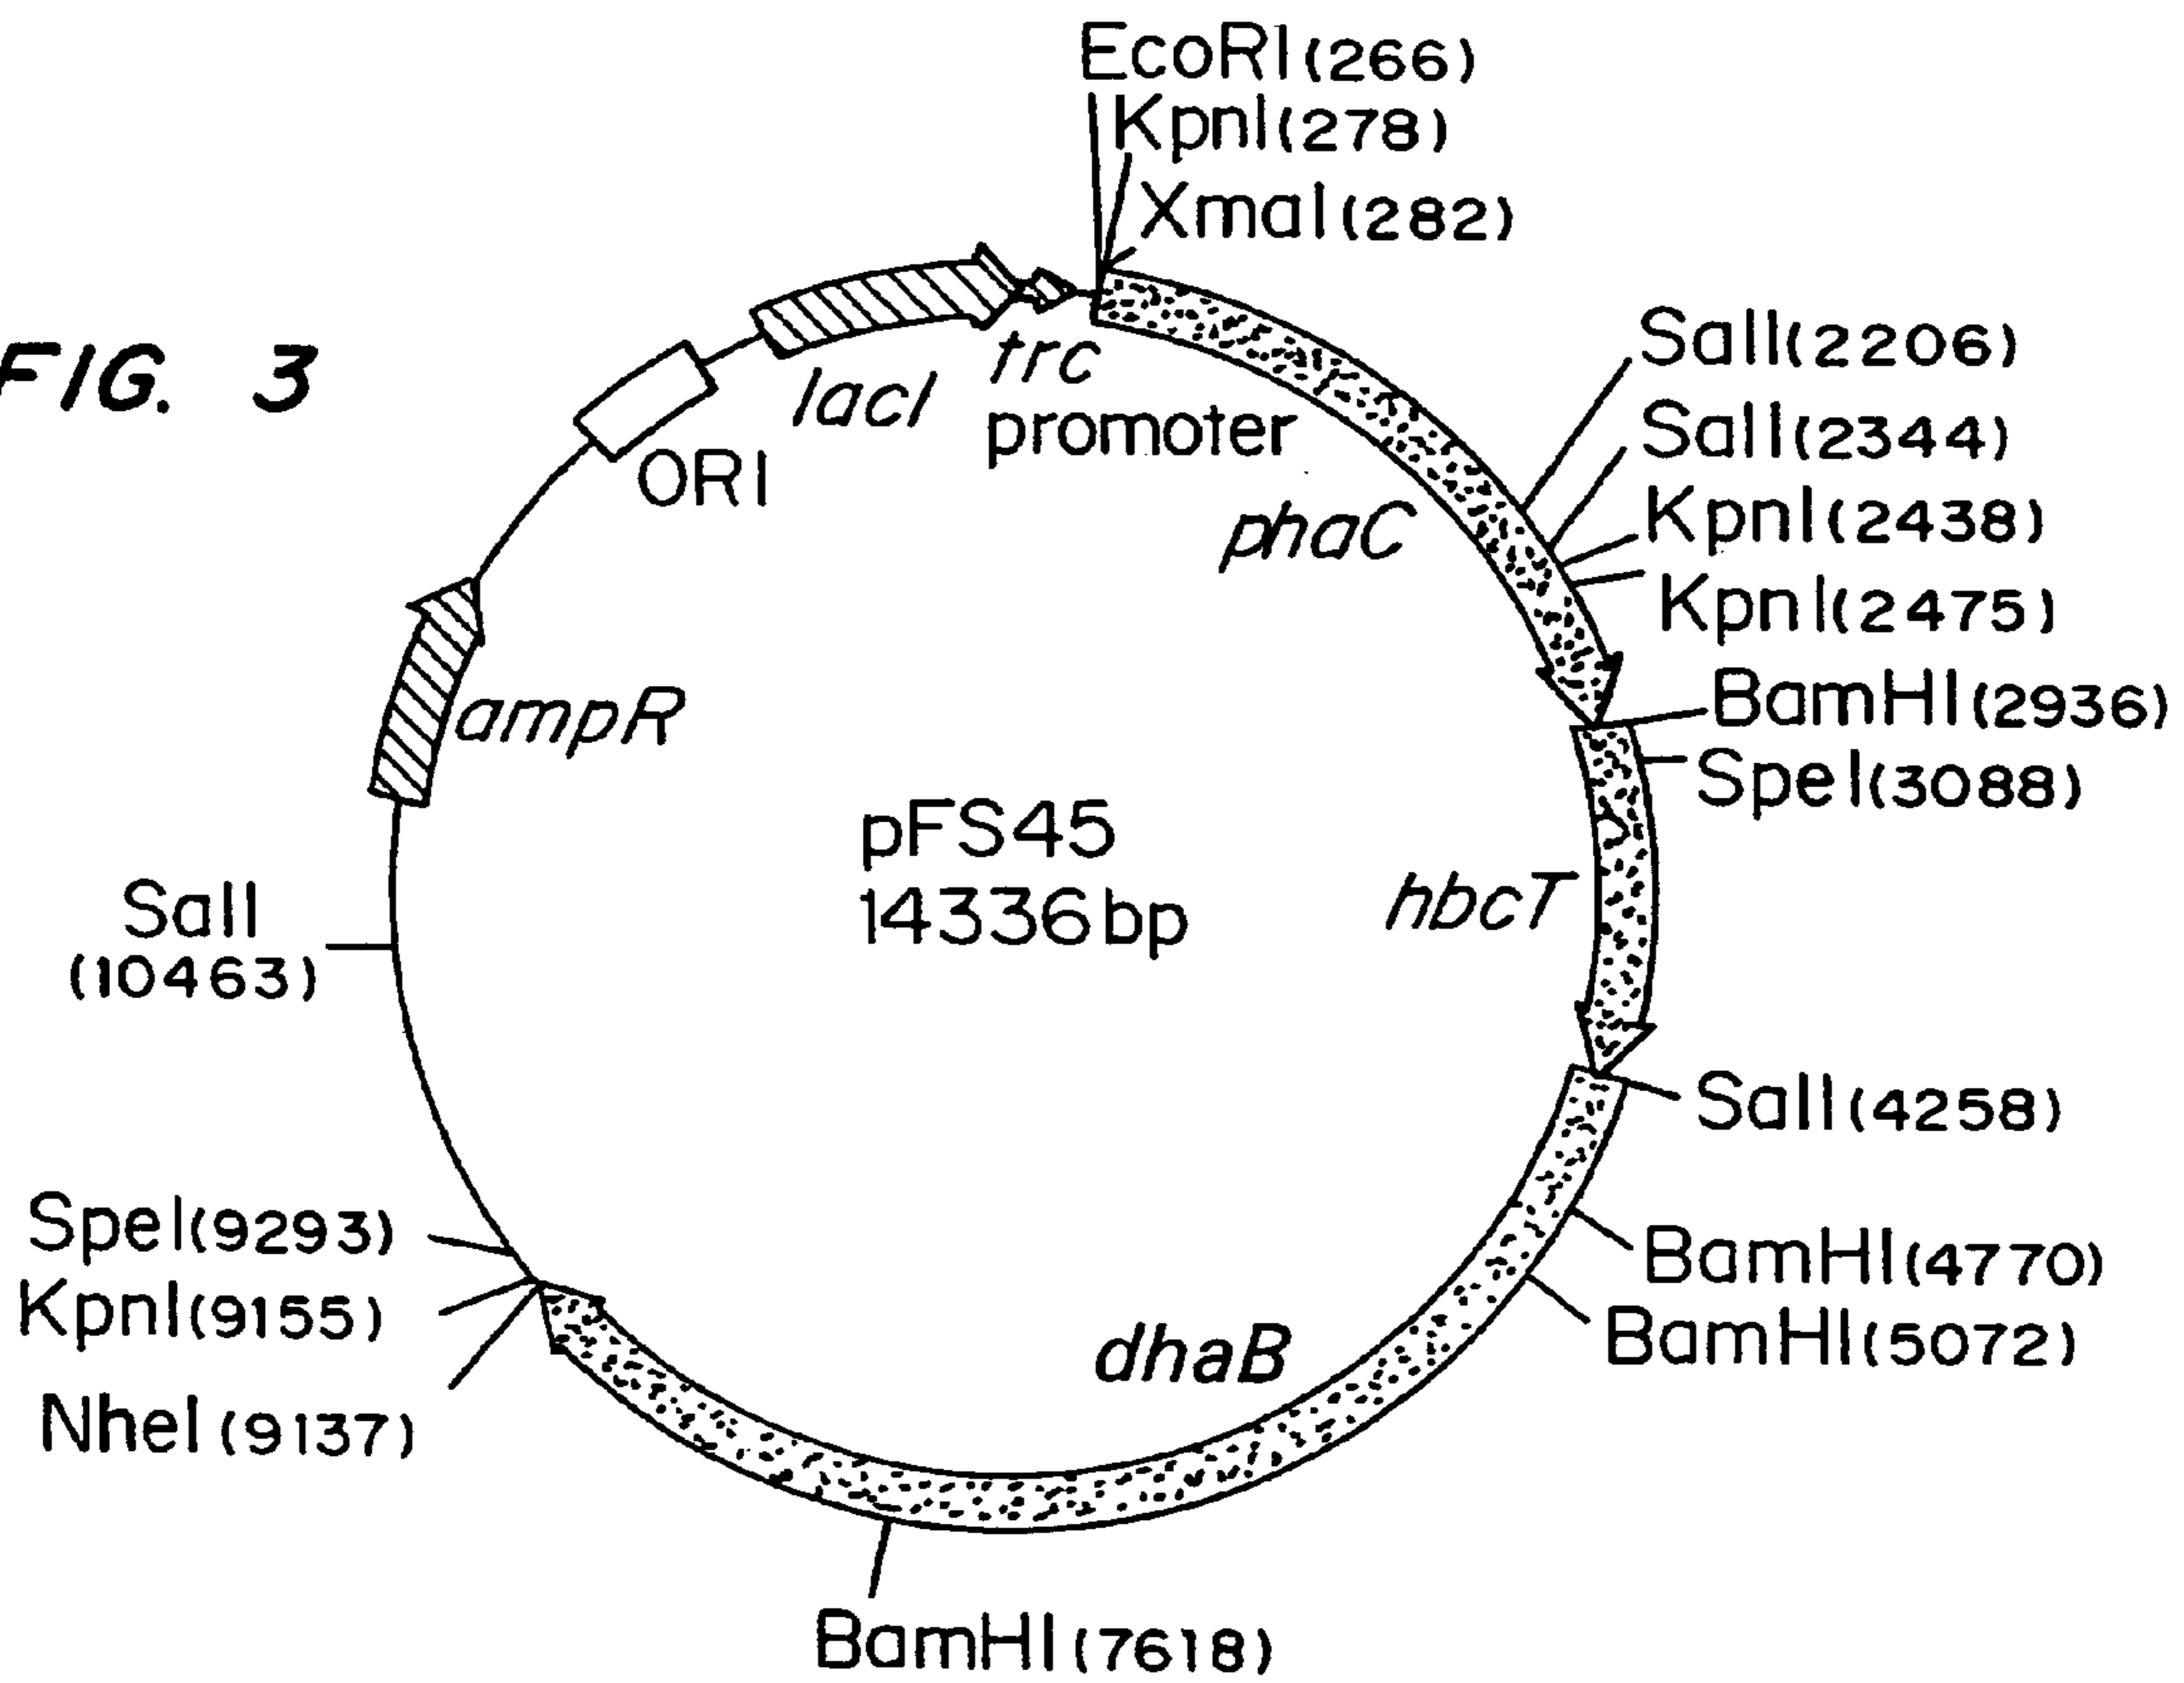 FIG. 3
EcoRI(266)
KpnI(278)
XmaI(282)
SalI(2206)
SalI(2344)
KpnI(2438)
KpnI(2475)
BamHI(2936)
SpeI(3088)
SalI(4258)
BamHI(4770)
BamHI(5072)
BamHI(7618)
NheI(9137)
KpnI(9155)
SpeI(9293)
SalI
(10463)
ampR
ORI
lacI
trc
promoter
phaC
hbcT
dhaB
pFS45
14336bp